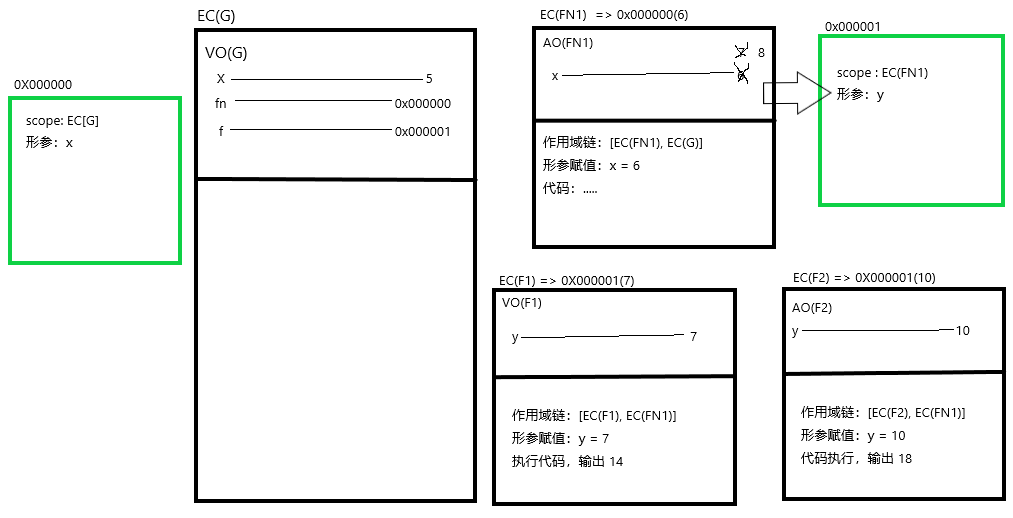 0X000000
scope: EC[G]
形参：x
EC(G)
VO(G)
X 5
fn 0x000000
f 0x000001
EC(FN1) => 0x000000(6)
AO(FN1)
8
x
作用域链：[EC(FN1), EC(G)]
形参赋值：x = 6
代码：.....
0x000001
scope : EC(FN1)
形参：y
EC(F1) => 0X000001(7)
VO(F1)
y 7
作用域链：[EC(F1), EC(FN1)]
形参赋值：y = 7
执行代码，输出 14
EC(F2) => 0X000001(10)
AO(F2)
y 10
作用域链：[EC(F2), EC(FN1)]
形参赋值：y = 10
代码执行，输出 18